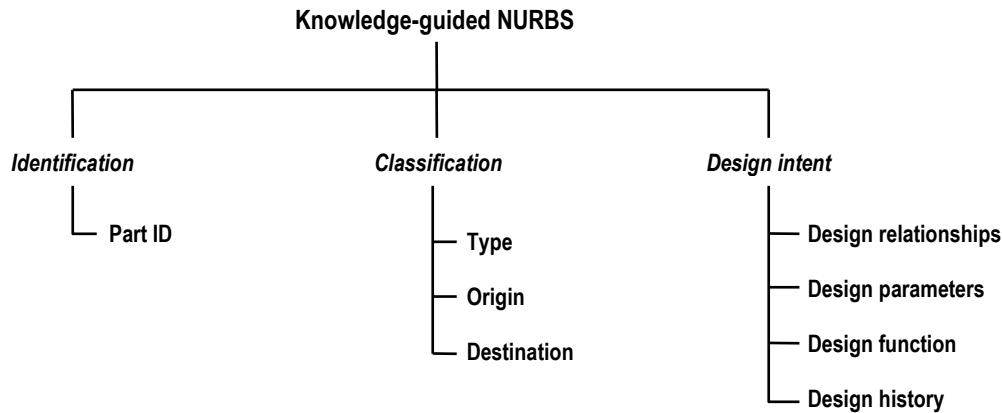 Knowledge-guided NURBS
Identification
Classification
Design intent
Part ID
Type
Origin
Destination
Design relationships
Design parameters
Design function
Design history